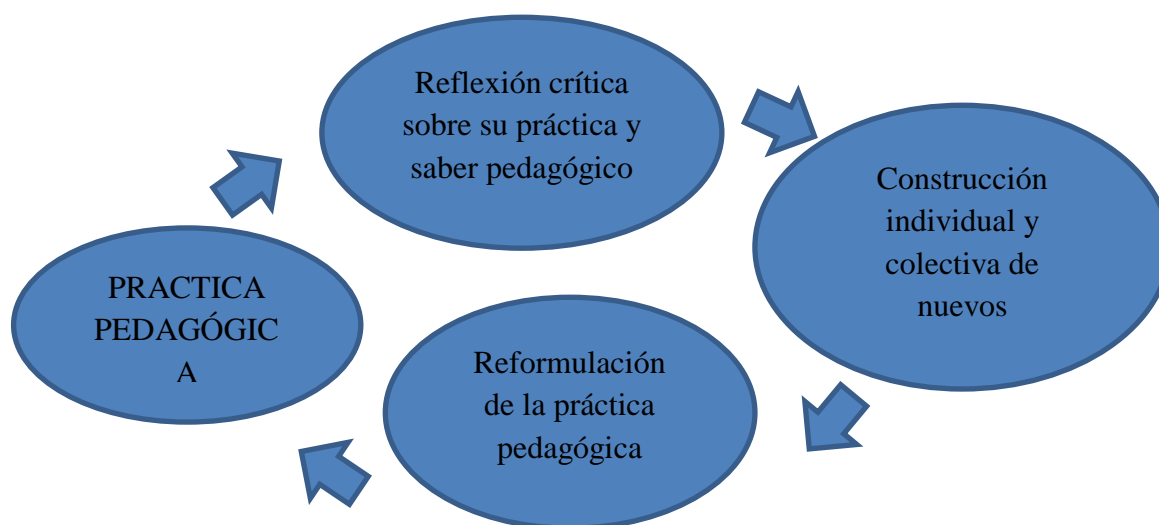 Reflexión crítica
sobre su práctica y
saber pedagógico
Construcción
individual y
colectiva de
nuevos
PRACTICA
PEDAGÓGIC
A
Reformulación
de la práctica
pedagógica